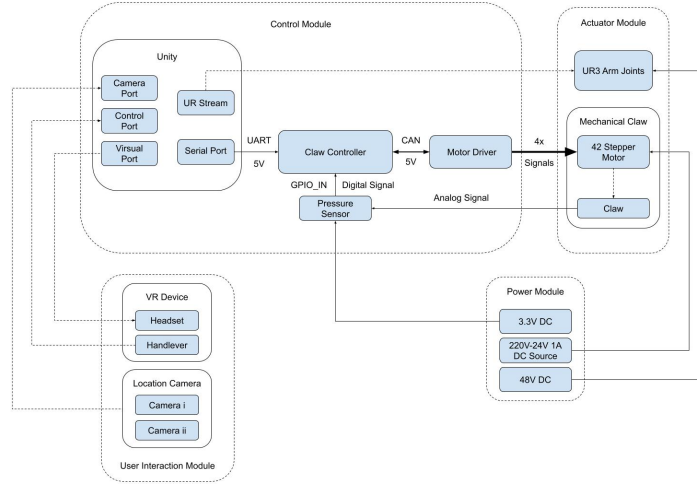 Control Module
Actuator Module
Unity
Camera
Port
Control
Port
Virsual
Port
UR Stream
Serial Port
UART
5V
Claw Controller
CAN
5V
Motor Driver
4x
Signals
GPIO_IN
Digital Signal
Pressure
Sensor
Analog Signal
UR3 Arm Joints
Mechanical Claw
42 Stepper
Motor
Claw
VR Device
Headset
Handlever
Location Camera
Camera i
Camera ii
User Interaction Module
Power Module
3.3V DC
220V-24V 1A
DC Source
48V DC